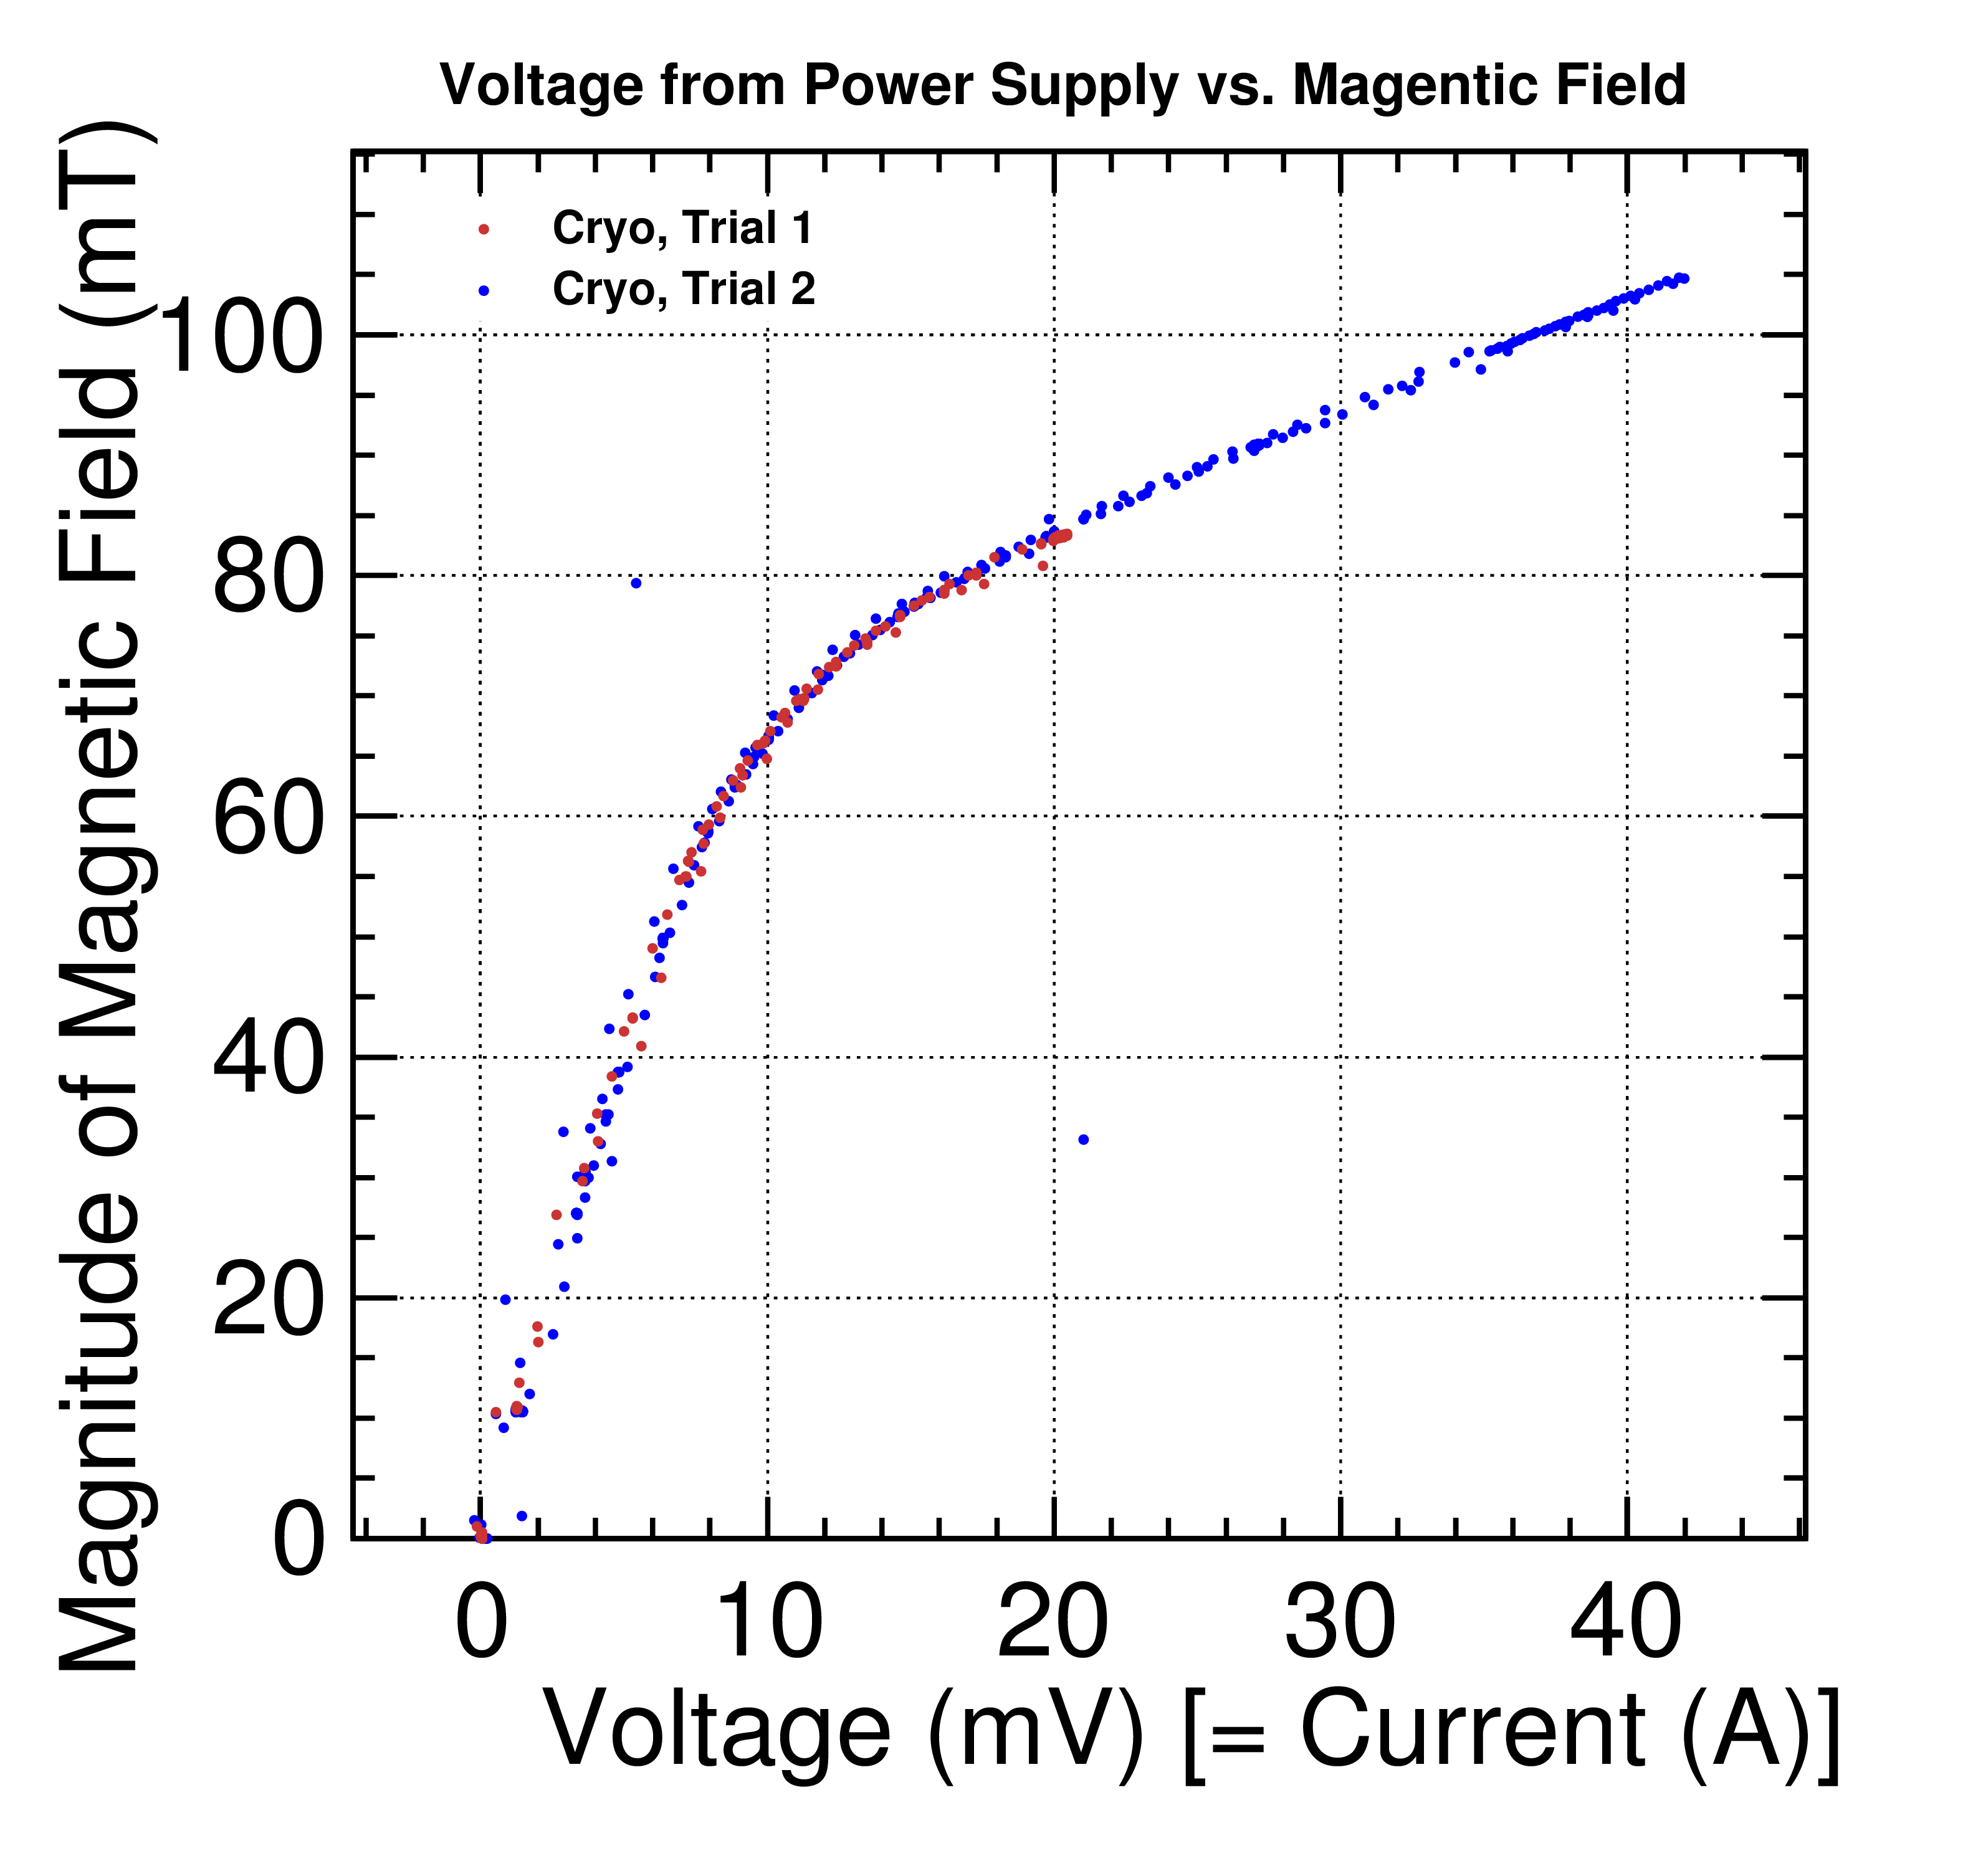 Voltage from Power Supply vs. Magentic Field
Cryo, Trial 1
Cryo, Trial 2
Magnitude of Magnetic Field (mT)
100
80
60
40
20
0
0 10 20 30 40
Voltage (mV) [= Current (A)]